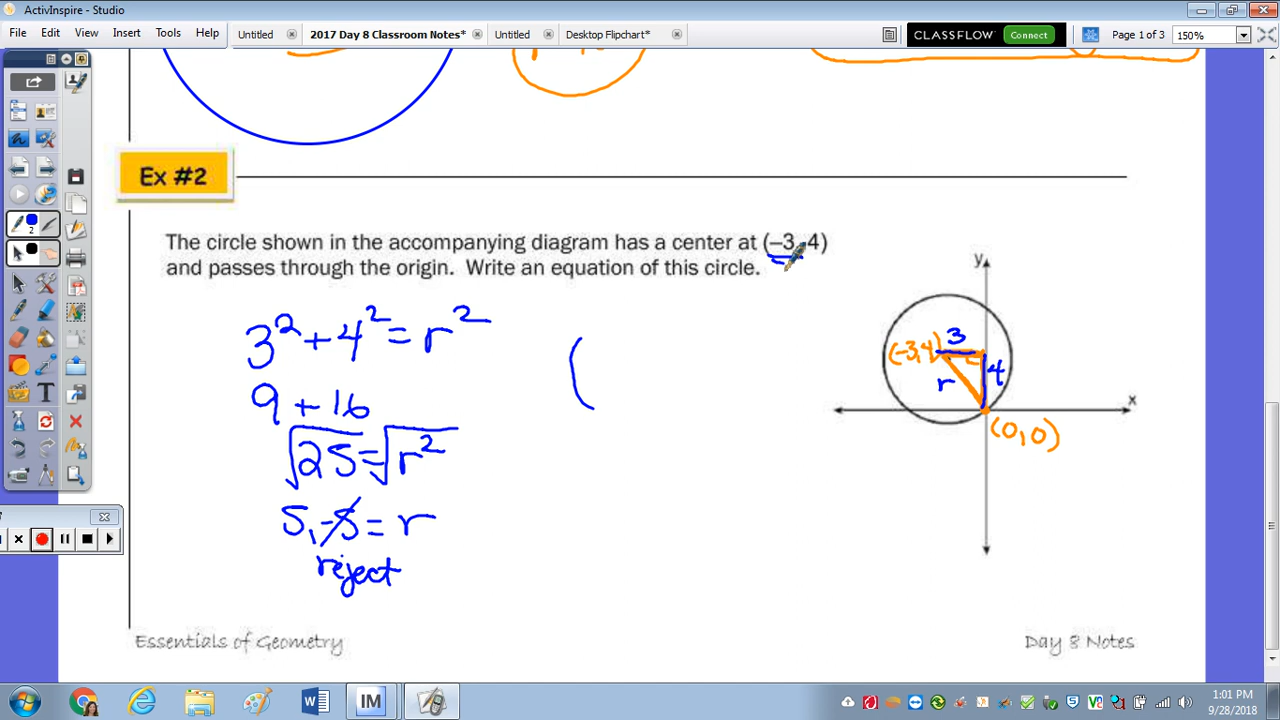 ActivInspire - Studio
File Edit View Insert Tools Help Untitled 2017 Day 8 Classroom Notes* Untitled Desktop Flipchart* CLASSFLOW Connect Page 1 of 3 150%
Ex #2
The circle shown in the accompanying diagram has a center at (−3, 4)
and passes through the origin. Write an equation of this circle.
3² + 4² = r²
9 + 16
√25 = √r²
5, -5 = r
reject
(
y
3
(-3,4)
4
r
x
(0,0)
2
T
Essentials of Geometry
Day 8 Notes
W
IM
1:01 PM
9/28/2018